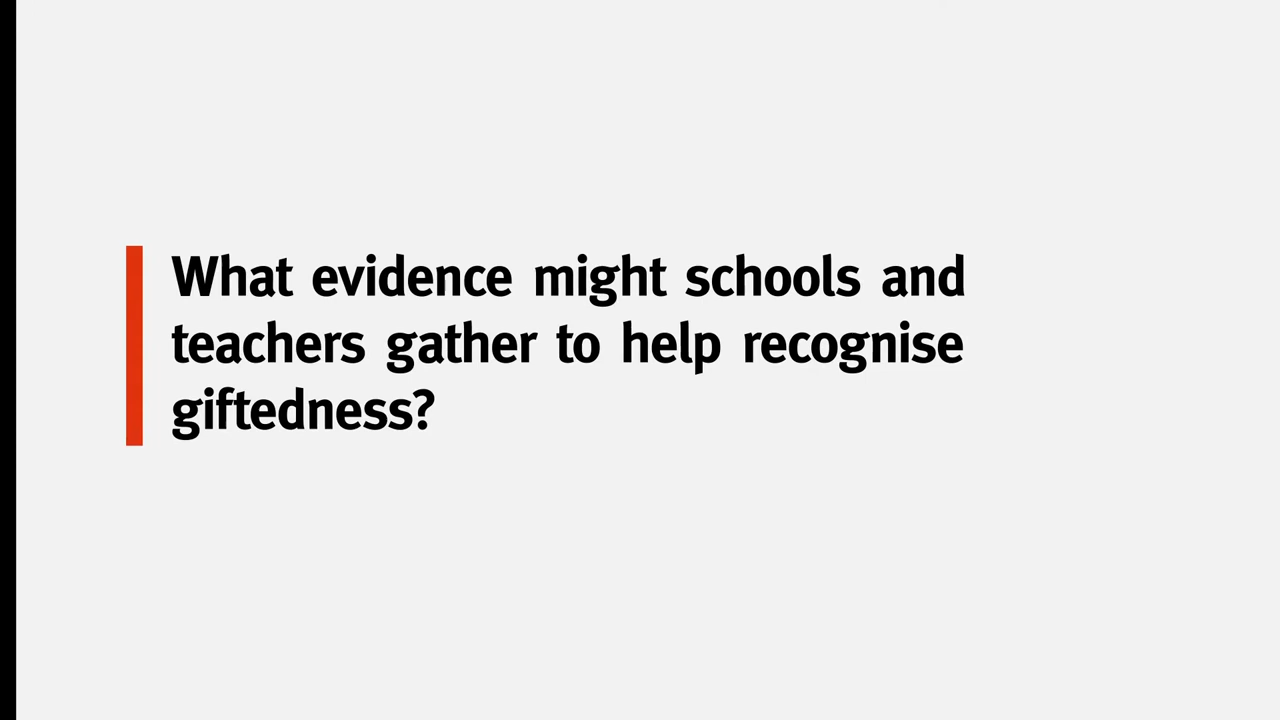 What evidence might schools and
teachers gather to help recognise
giftedness?